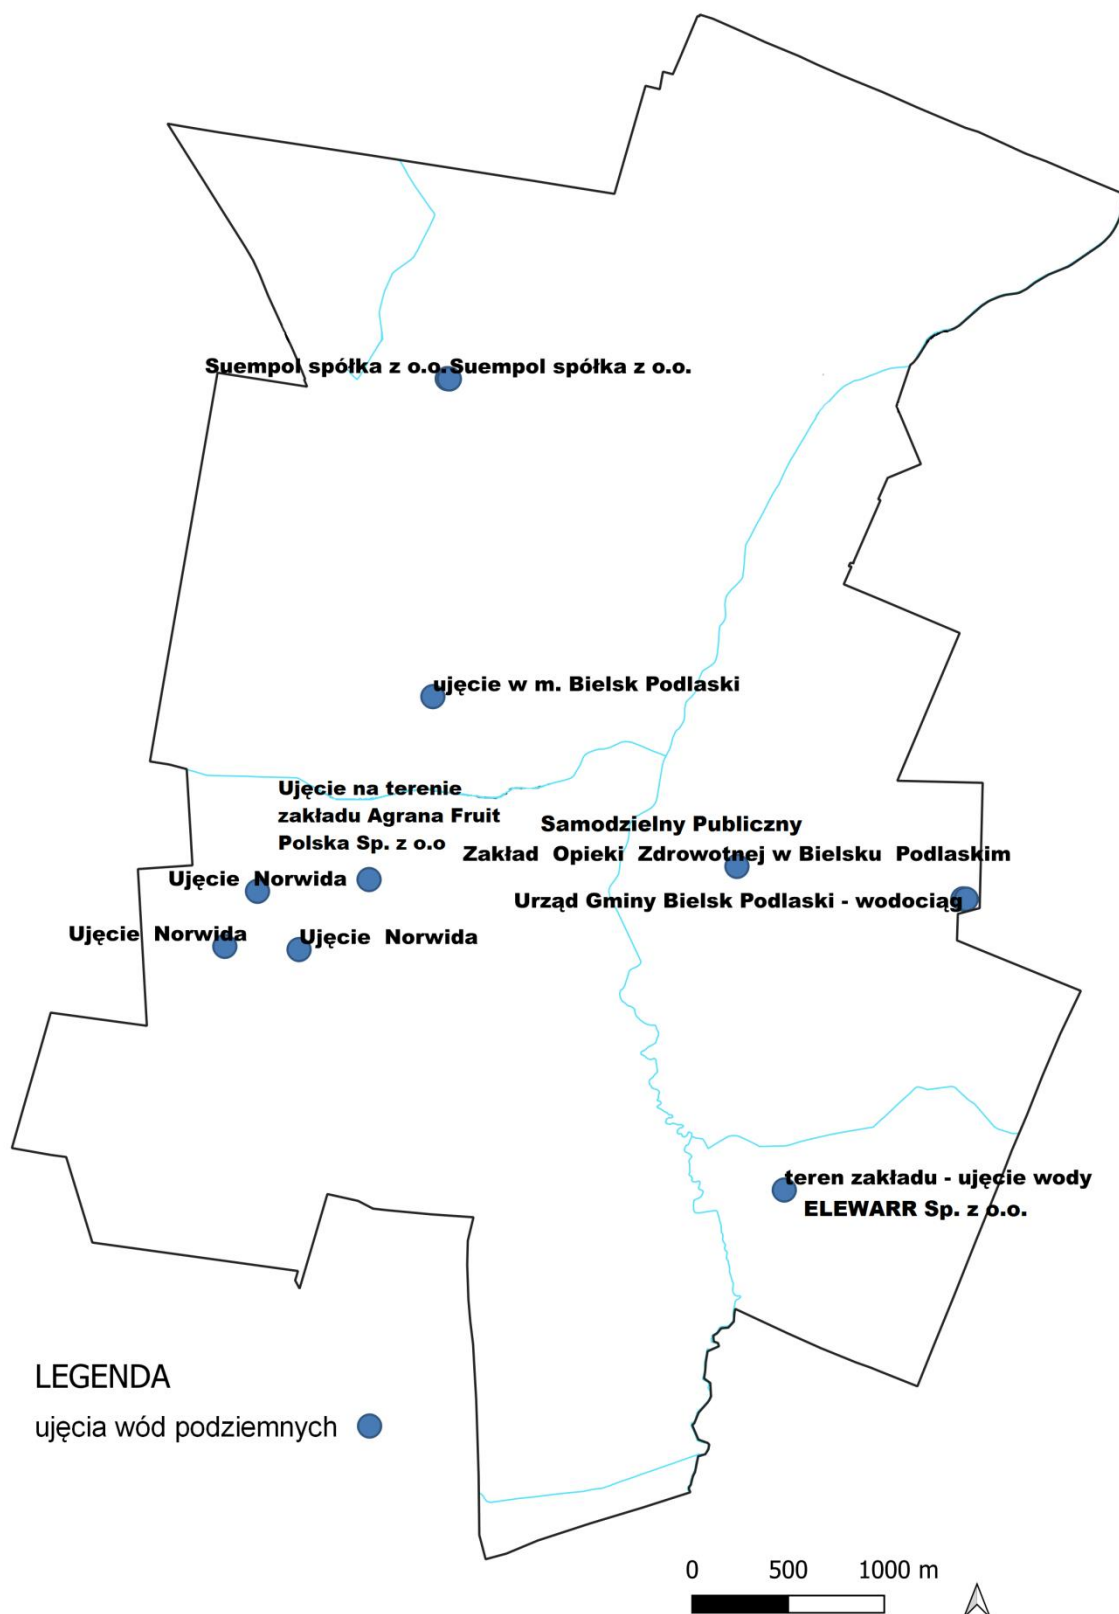 Suempol spółka z o.o. Suempol spółka z o.o.
ujęcie w m. Bielsk Podlaski
Ujęcie na terenie
zakładu Agrana Fruit
Polska Sp. z o.o
Samodzielny Publiczny
Zakład Opieki Zdrowotnej w Bielsku Podlaskim
Ujęcie Norwida
Urząd Gminy Bielsk Podlaski - wodociąg
Ujęcie Norwida
Ujęcie Norwida
teren zakładu - ujęcie wody
ELEWARR Sp. z o.o.
LEGENDA
ujęcia wód podziemnych
0 500 1000 m